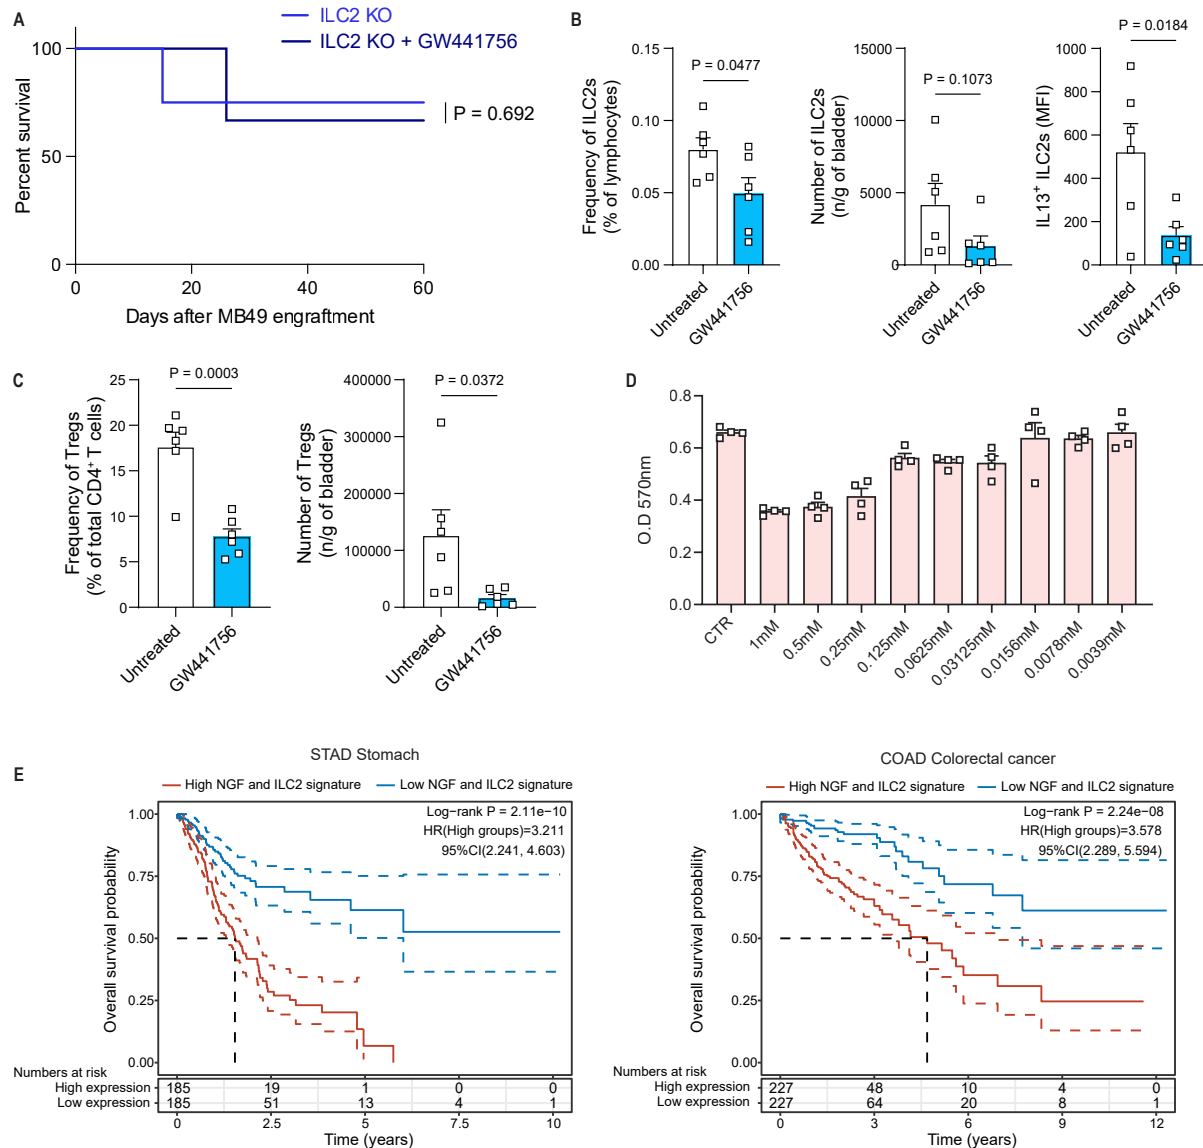 A
ILC2 KO
ILC2 KO + GW441756
Percent survival
100
50
0
P = 0.692
0 20 40 60
Days after MB49 engraftment
B
Frequency of ILC2s
(% of lymphocytes)
0.15
0.10
0.05
0.00
P = 0.0477
Untreated
GW441756
Number of ILC2s
(n/g of bladder)
15000
10000
5000
0
P = 0.1073
Untreated
GW441756
IL13⁺ ILC2s (MFI)
1000
800
600
400
200
0
P = 0.0184
Untreated
GW441756
C
Frequency of Tregs
(% of total CD4⁺ T cells)
25
20
15
10
5
0
P = 0.0003
Untreated
GW441756
Number of Tregs
(n/g of bladder)
400000
300000
200000
100000
0
P = 0.0372
Untreated
GW441756
D
O.D 570nm
0.8
0.6
0.4
0.2
0.0
CTR
1mM
0.5mM
0.25mM
0.125mM
0.0625mM
0.03125mM
0.0156mM
0.0078mM
0.0039mM
E
STAD Stomach
High NGF and ILC2 signature Low NGF and ILC2 signature
Log−rank P = 2.11e−10
HR(High groups)=3.211
95%CI(2.241, 4.603)
Overall survival probability
1.00
0.75
0.50
0.25
0.00
Numbers at risk
High expression 185 19 1 0 0
Low expression 185 51 13 4 1
0 2.5 5 7.5 10
Time (years)
COAD Colorectal cancer
High NGF and ILC2 signature Low NGF and ILC2 signature
Log−rank P = 2.24e−08
HR(High groups)=3.578
95%CI(2.289, 5.594)
Overall survival probability
1.00
0.75
0.50
0.25
0.00
Numbers at risk
High expression 227 48 10 4 0
Low expression 227 64 20 8 1
0 3 6 9 12
Time (years)